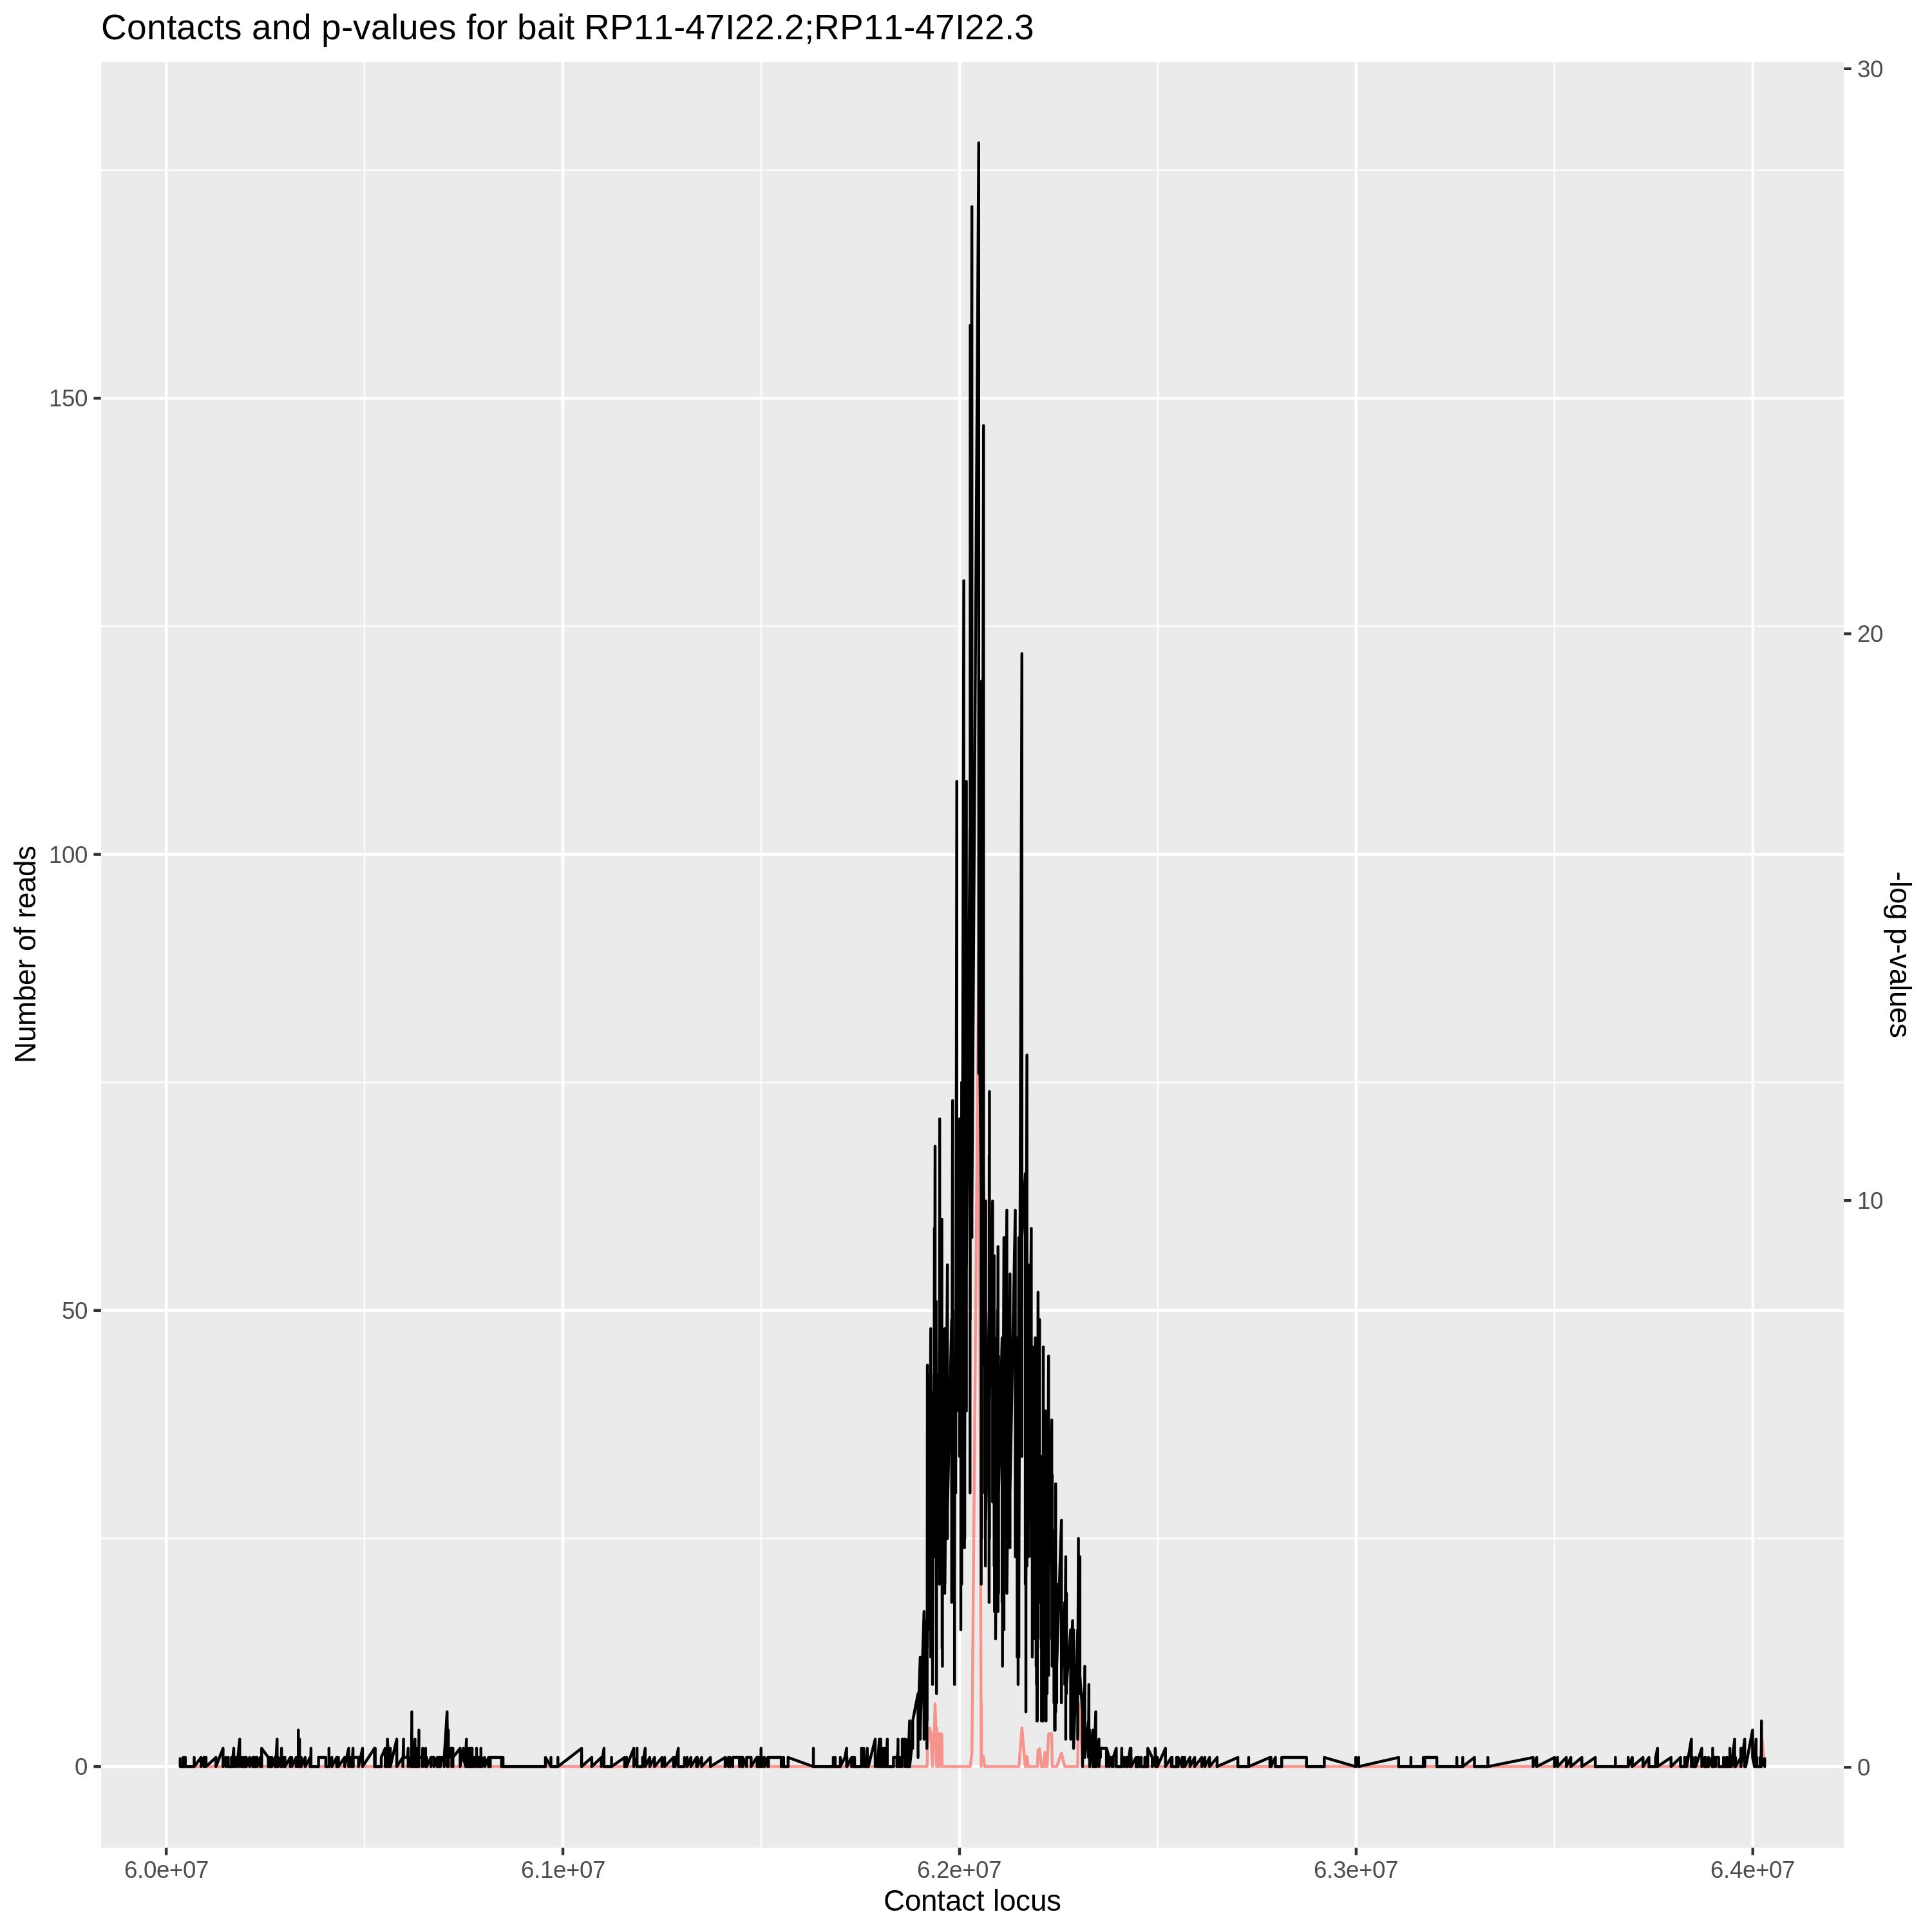 Contacts and p-values for bait RP11-47I22.2;RP11-47I22.3
30
150
20
100
Number of reads
-log p-values
10
50
0
0
6.0e+07 6.1e+07 6.2e+07 6.3e+07 6.4e+07
Contact locus